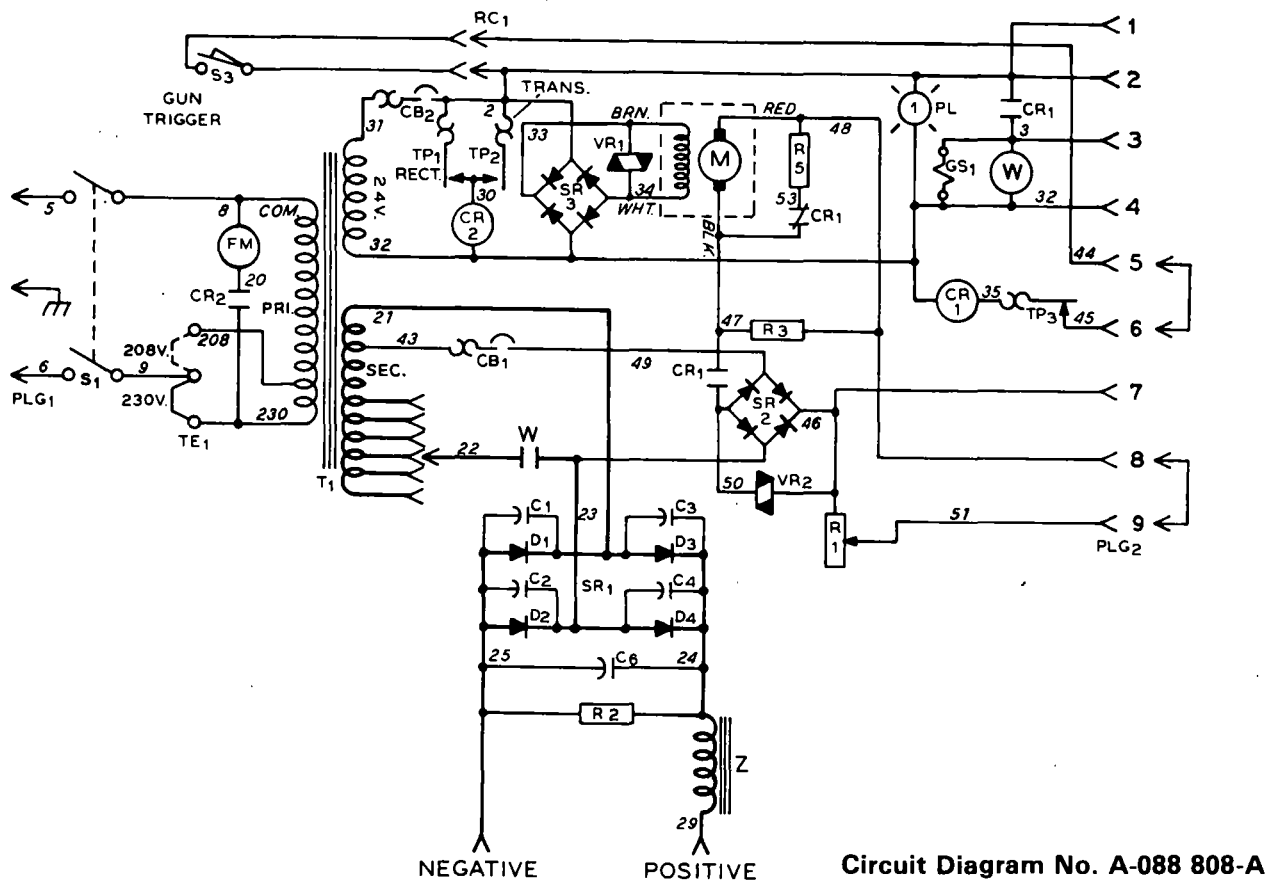 RC1
1
S3
2
GUN
TRIGGER
31
CB2
2
TRANS.
BRN.
RED
48
1
PL
CR1
3
3
33
VR1
TP1
RECT.
TP2
30
CR
2
SR
3
34
WHT.
M
R
5
53
CR1
GS1
W
32
4
24V.
32
BLK.
44
5
5
8
COM.
FM
20
CR2
PRI.
CR
1
35
TP3
45
6
21
43
CB1
49
47
R3
208V.
208
SEC.
CR1
SR
2
46
7
6
S1
9
PLG1
230V.
230
TE1
T1
22
W
50
VR2
8
R
1
51
9
PLG2
C1
23
C3
D1
D3
C2
SR1
C4
D2
D4
25
C6
24
R2
Z
29
NEGATIVE
POSITIVE
Circuit Diagram No. A-088 808-A